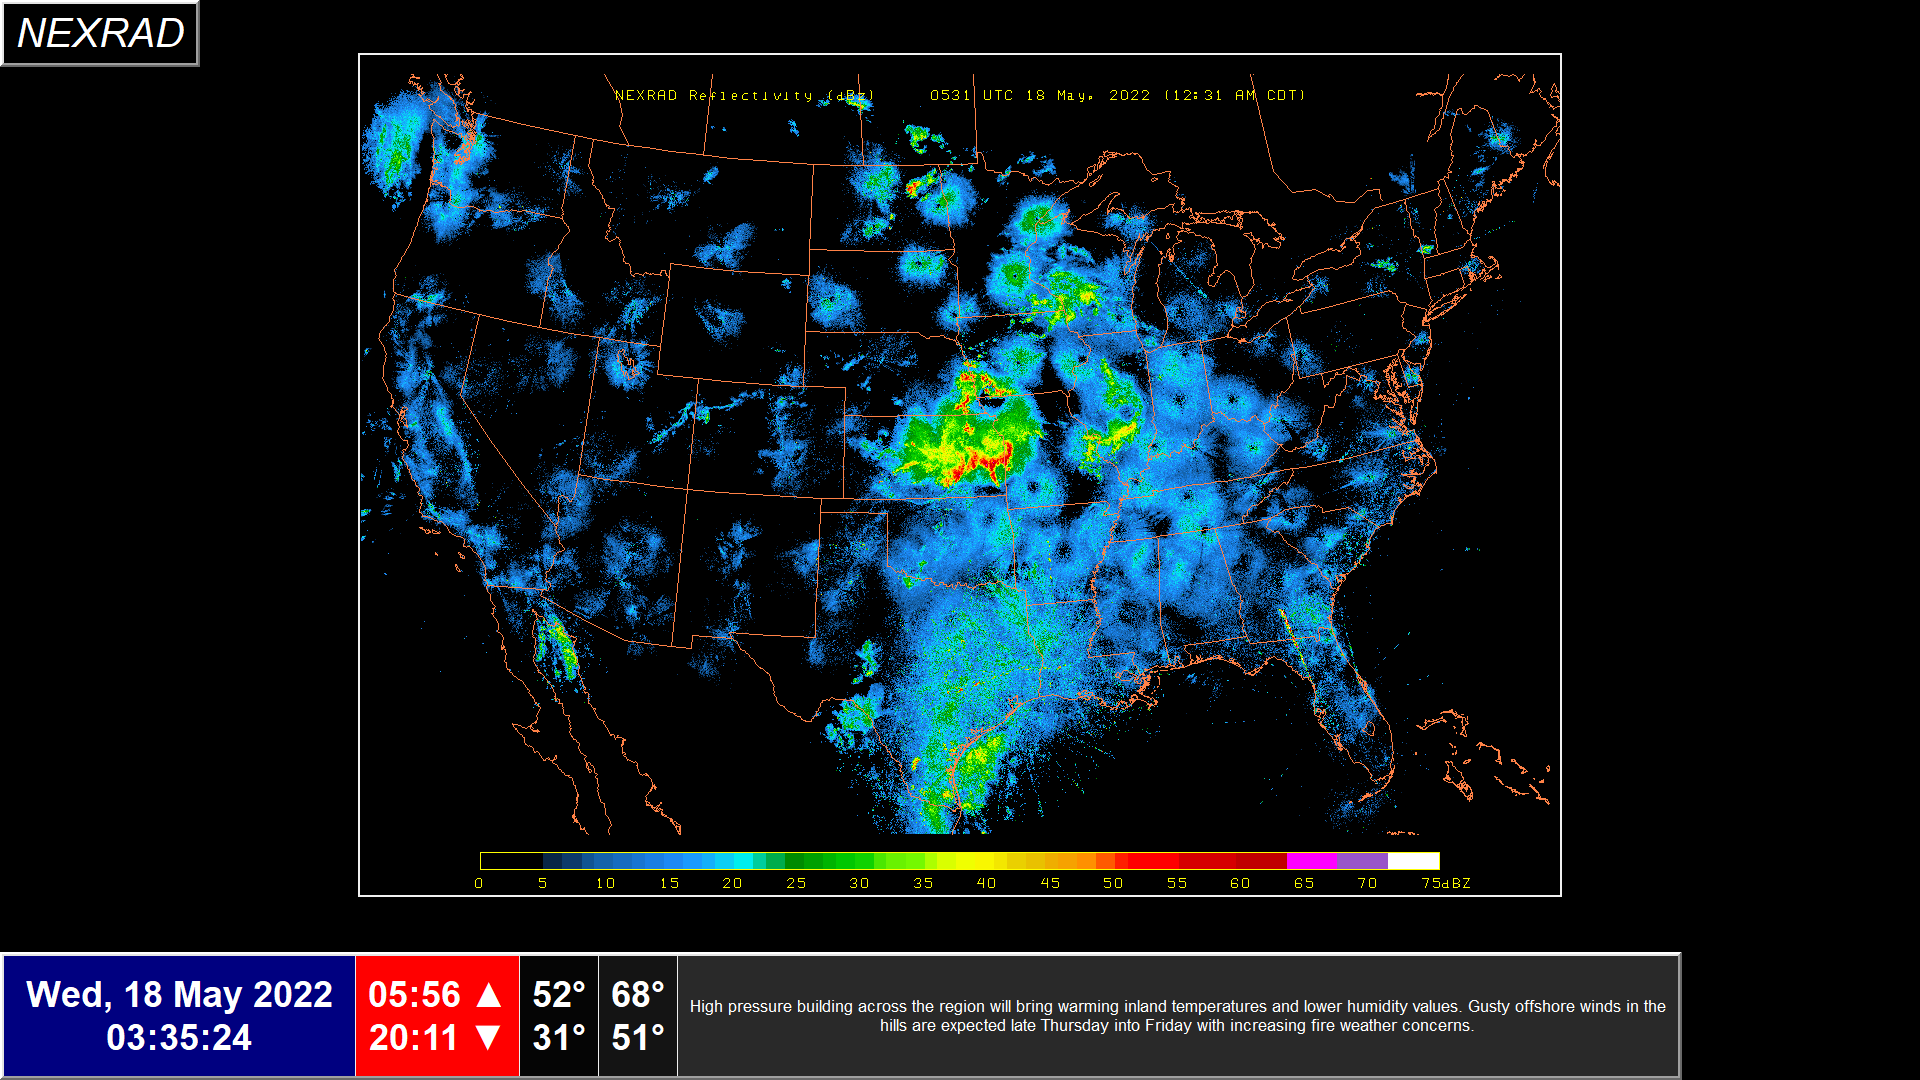 NEXRAD
NEXRAD Reflectivity (dBz) 0531 UTC 18 May, 2022 (12:31 AM CDT)
0 5 10 15 20 25 30 35 40 45 50 55 60 65 70 75dBZ
Wed, 18 May 2022
03:35:24
05:56 ▲
20:11 ▼
52°
31°
68°
51°
High pressure building across the region will bring warming inland temperatures and lower humidity values. Gusty offshore winds in the
hills are expected late Thursday into Friday with increasing fire weather concerns.